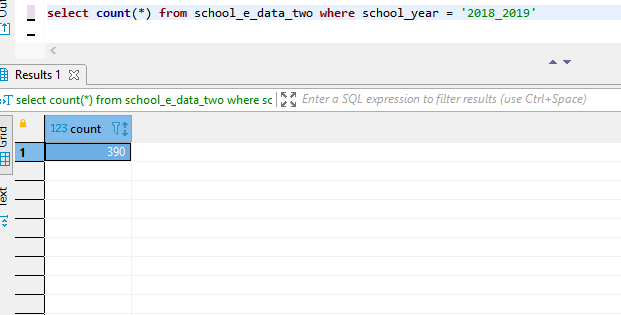 select count(*) from school_e_data_two where school_year = '2018_2019'
Results 1
select count(*) from school_e_data_two where sc
Enter a SQL expression to filter results (use Ctrl+Space)
Grid
123 count
1
390
Text